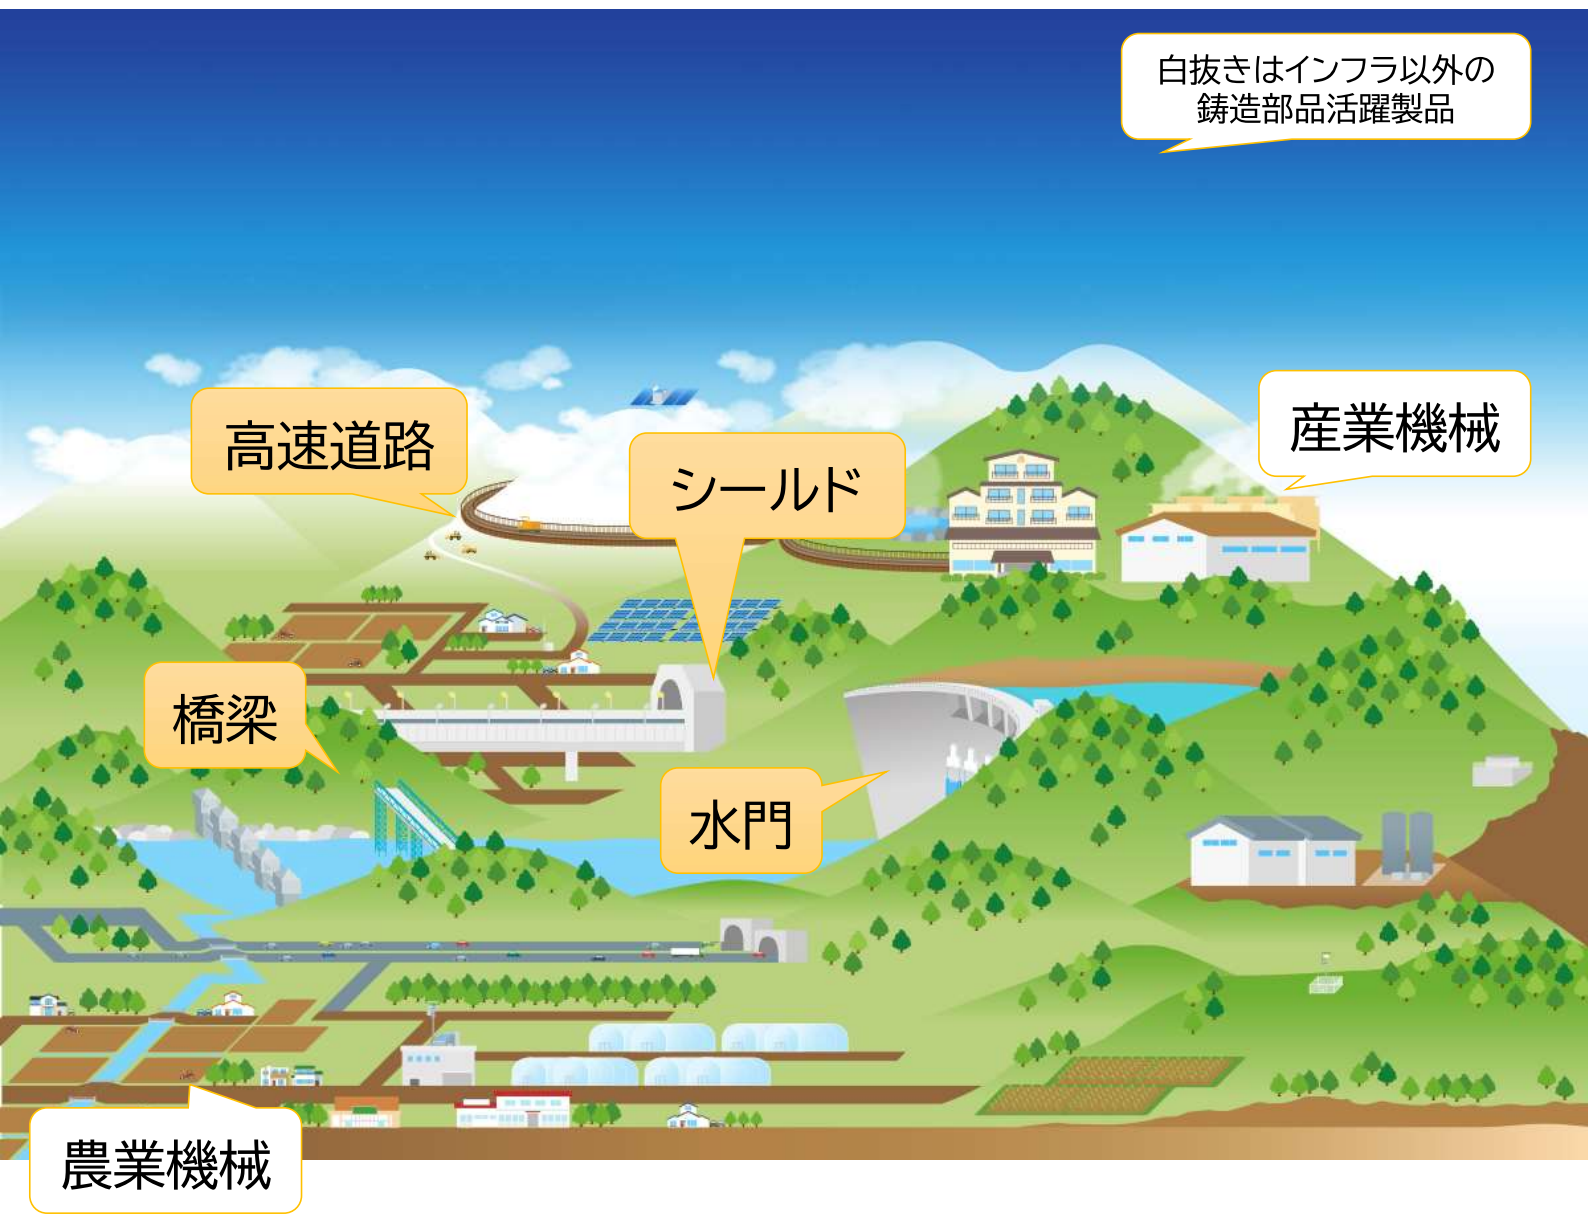 白抜きはインフラ以外の
鋳造部品活躍製品
産業機械
高速道路
シールド
橋梁
水門
農業機械